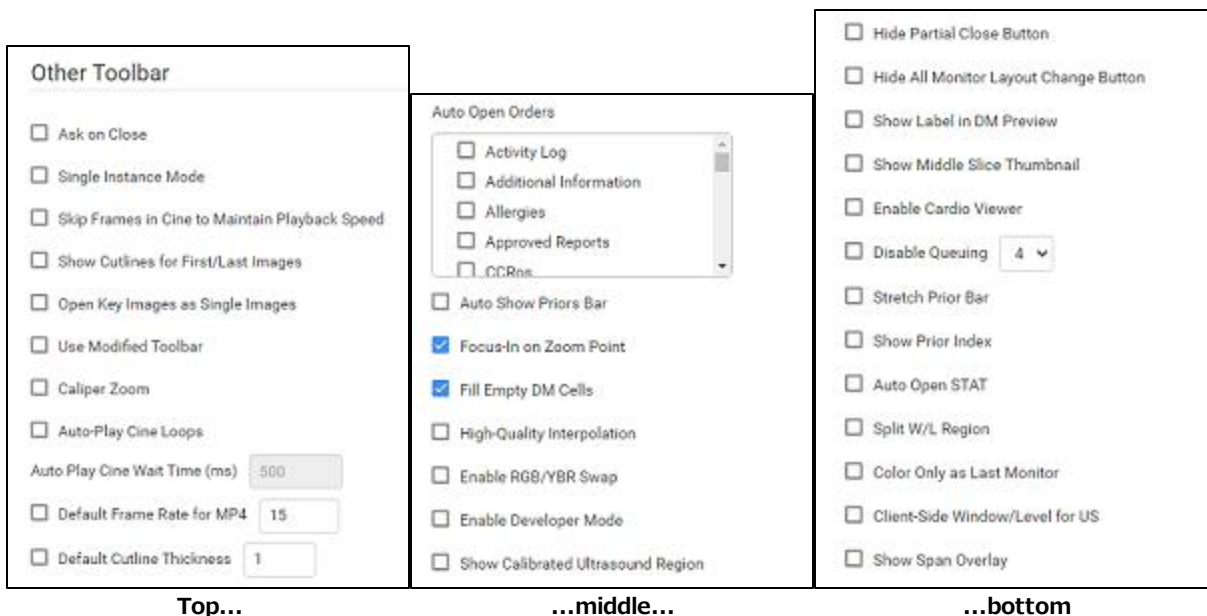 Other Toolbar
Ask on Close
Single Instance Mode
Skip Frames in Cine to Maintain Playback Speed
Show Cutlines for First/Last Images
Open Key Images as Single Images
Use Modified Toolbar
Caliper Zoom
Auto-Play Cine Loops
Auto Play Cine Wait Time (ms) 500
Default Frame Rate for MP4 15
Default Cutline Thickness 1
Top...
Auto Open Orders
Activity Log
Additional Information
Allergies
Approved Reports
CCRps
Auto Show Priors Bar
Focus-In on Zoom Point
Fill Empty DM Cells
High-Quality Interpolation
Enable RGB/YBR Swap
Enable Developer Mode
Show Calibrated Ultrasound Region
...middle...
Hide Partial Close Button
Hide All Monitor Layout Change Button
Show Label in DM Preview
Show Middle Slice Thumbnail
Enable Cardio Viewer
Disable Queuing 4
Stretch Prior Bar
Show Prior Index
Auto Open STAT
Split W/L Region
Color Only as Last Monitor
Client-Side Window/Level for US
Show Span Overlay
...bottom